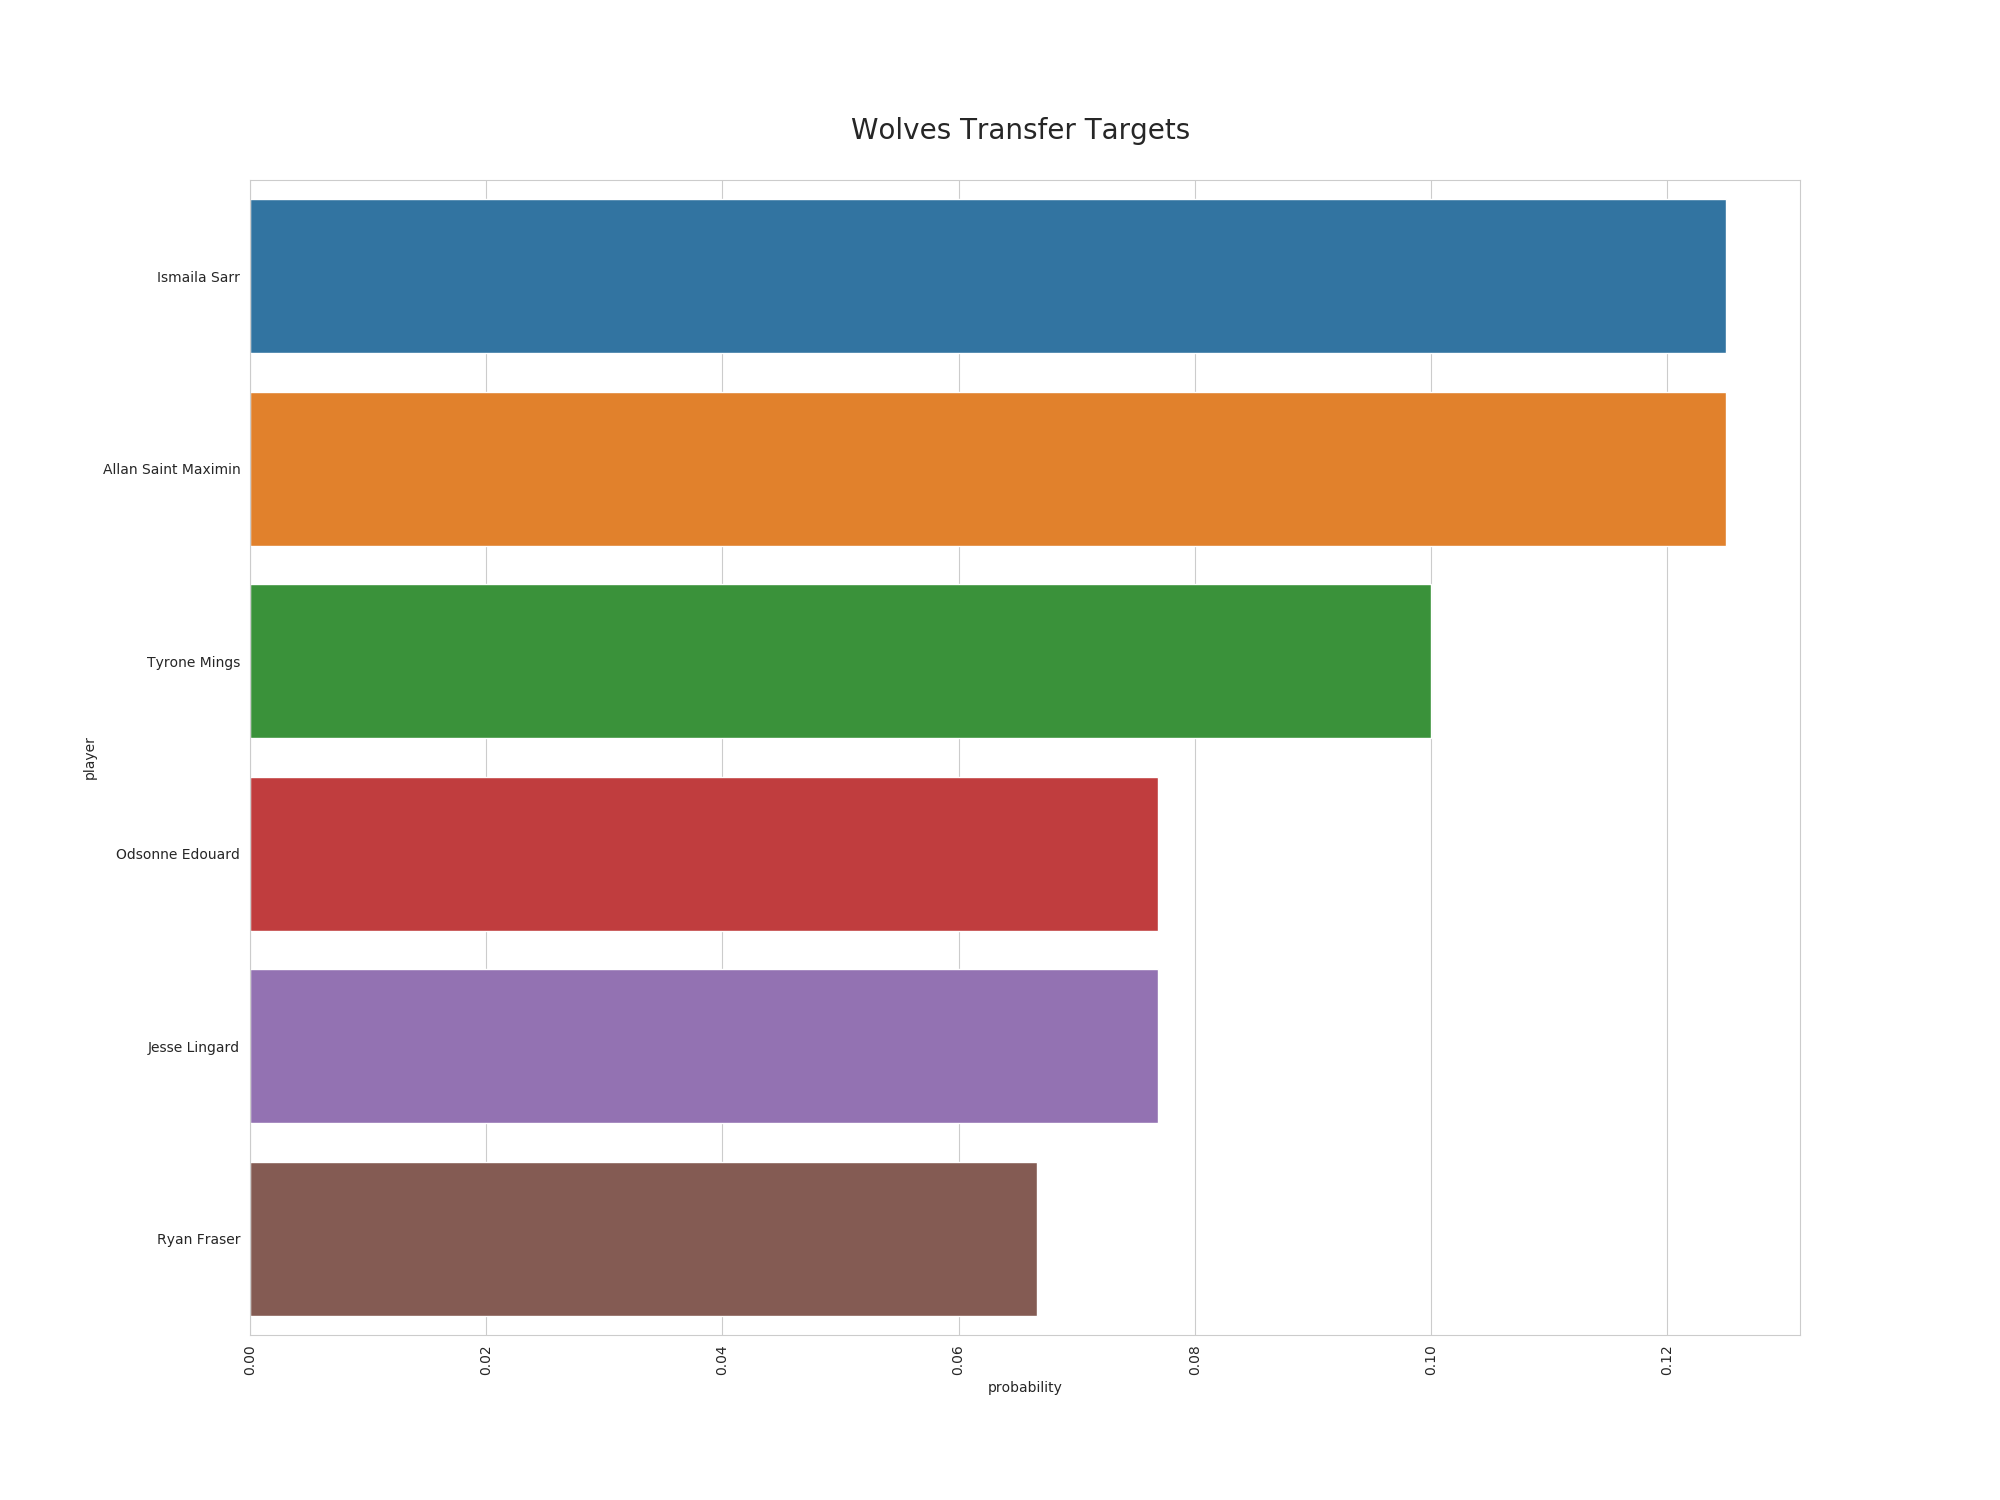 Wolves Transfer Targets
Ismaila Sarr
Allan Saint Maximin
Tyrone Mings
Odsonne Edouard
Jesse Lingard
Ryan Fraser
player
0.00 0.02 0.04 0.06 0.08 0.10 0.12
probability